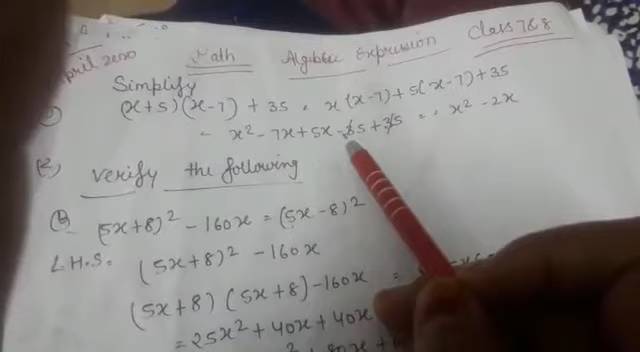 pril zero Math Algebric Expression Class 7&8
Simplify
(x+5)(x-7)+35 = x(x-7)+5(x-7)+35
= x² - 7x+5x -35+35 = x² - 2x
(2) Verify the following
(5x+8)² - 160x = (5x-8)²
L.H.S. (5x+8)² - 160x
(5x+8)(5x+8) - 160x =
= 25x² + 40x + 40x